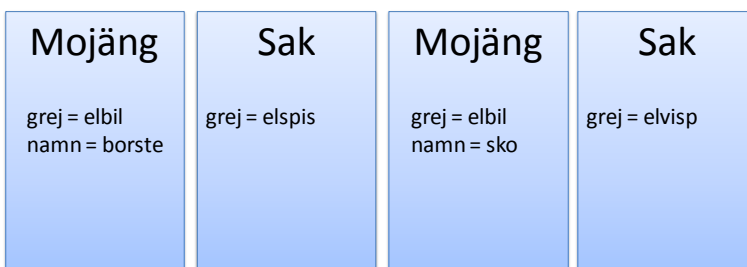 Mojäng
grej = elbil
namn = borste
Sak
grej = elspis
Mojäng
grej = elbil
namn = sko
Sak
grej = elvisp